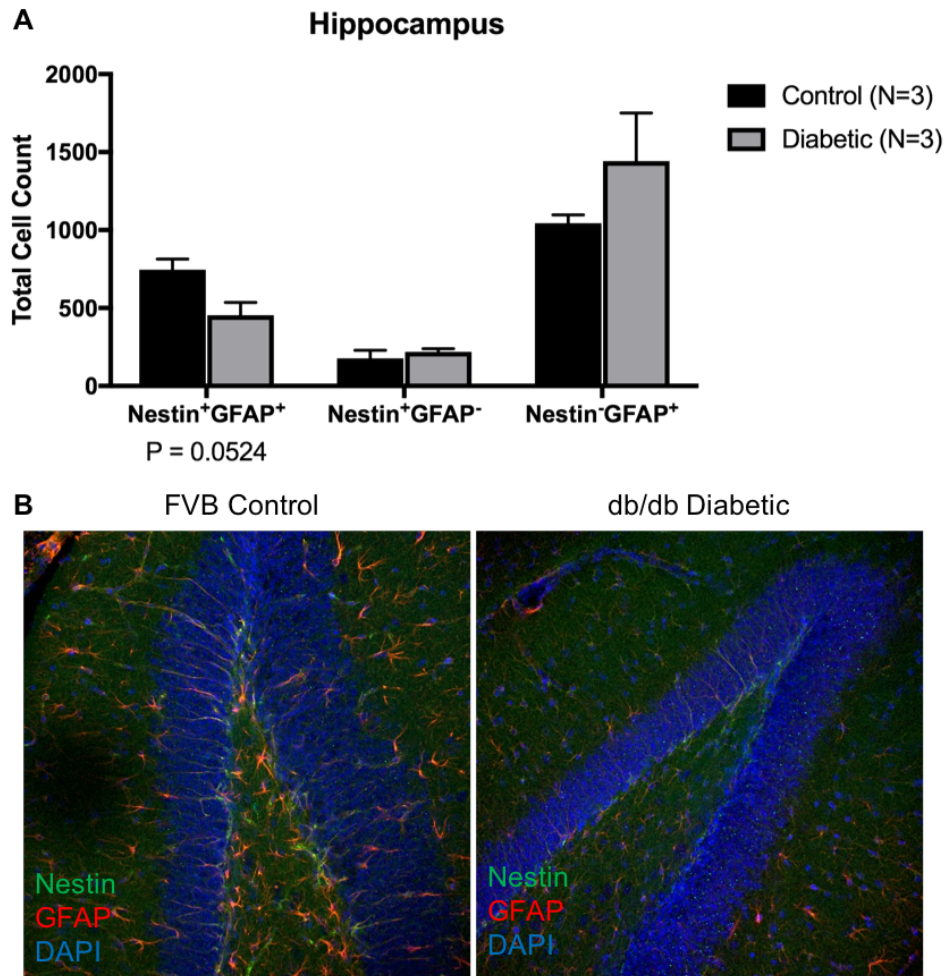 A
Hippocampus
2000
1500
1000
500
0
Total Cell Count
Control (N=3)
Diabetic (N=3)
Nestin⁺GFAP⁺
Nestin⁺GFAP⁻
Nestin⁻GFAP⁺
P = 0.0524
B
FVB Control
db/db Diabetic
Nestin
GFAP
DAPI
Nestin
GFAP
DAPI